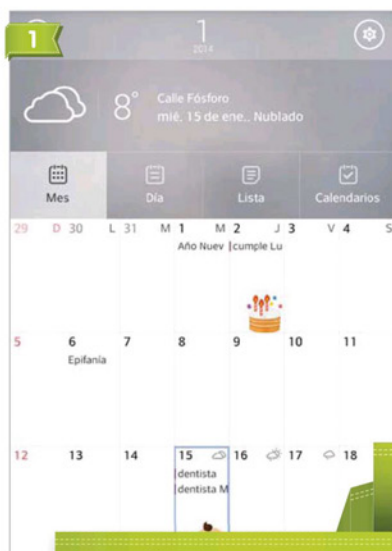 1
1
2014
8°
Calle Fósforo
mié. 15 de ene., Nublado
Mes
Día
Lista
Calendarios
29 D 30 L 31 M 1 M 2 J 3 V 4 S
Año Nuev cumple Lu
5 6 7 8 9 10 11
Epifanía
12 13 14 15 16 17 18
dentista
dentista M